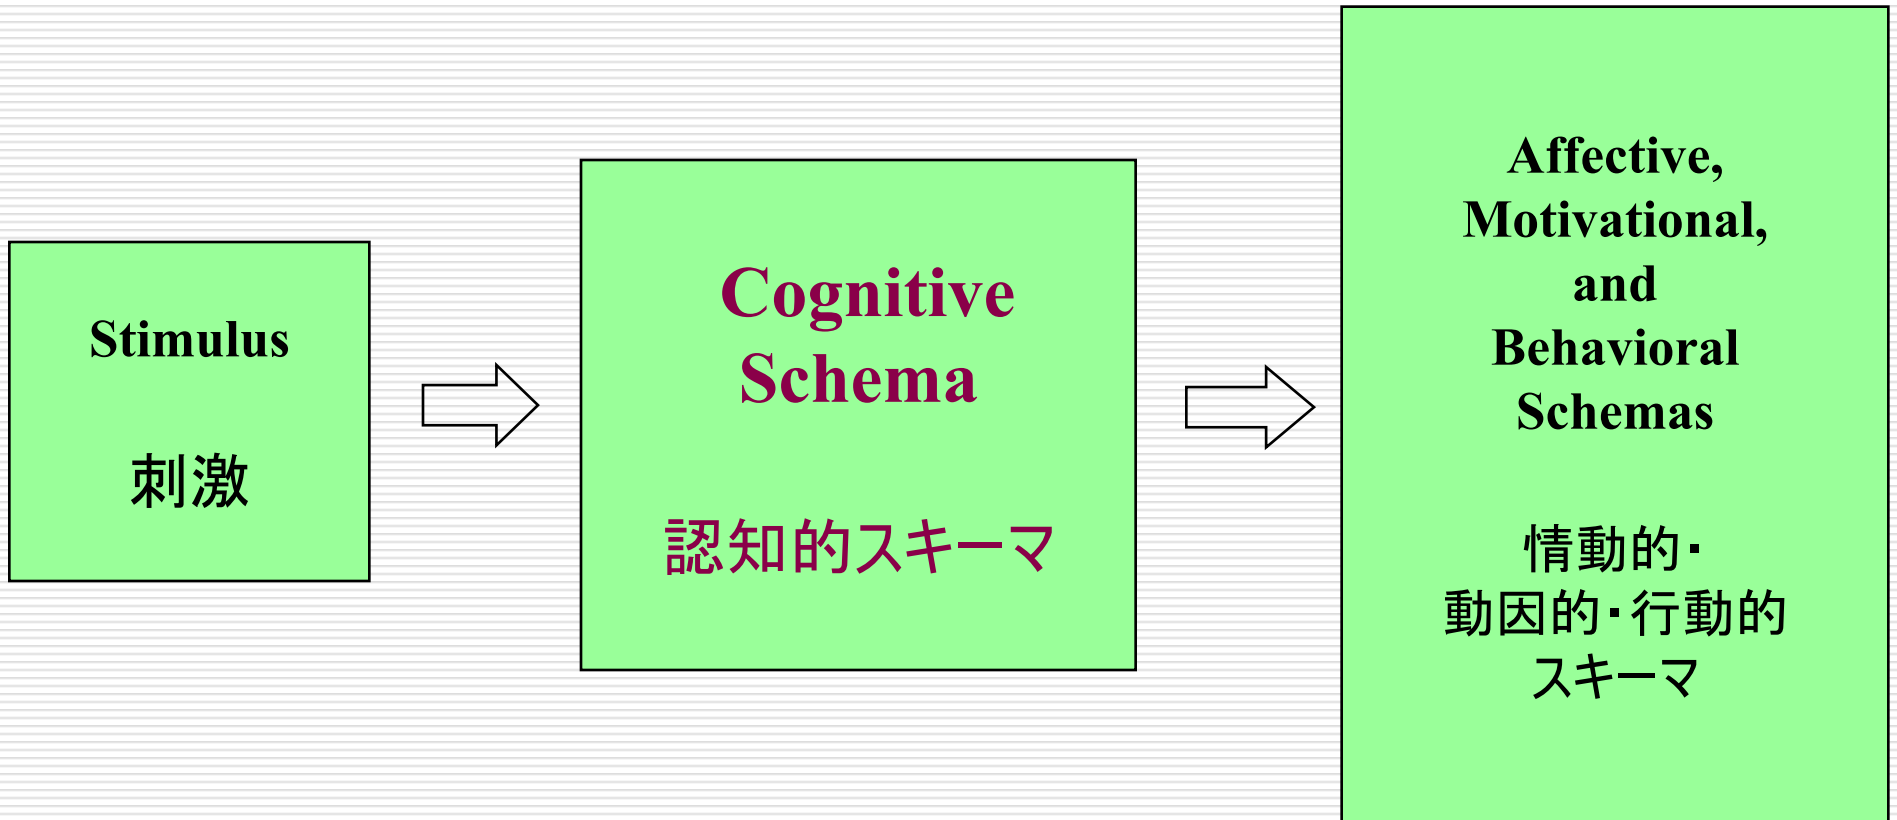 Stimulus
刺激
Cognitive
Schema
認知的スキーマ
Affective,
Motivational,
and
Behavioral
Schemas
情動的・
動因的・行動的
スキーマ